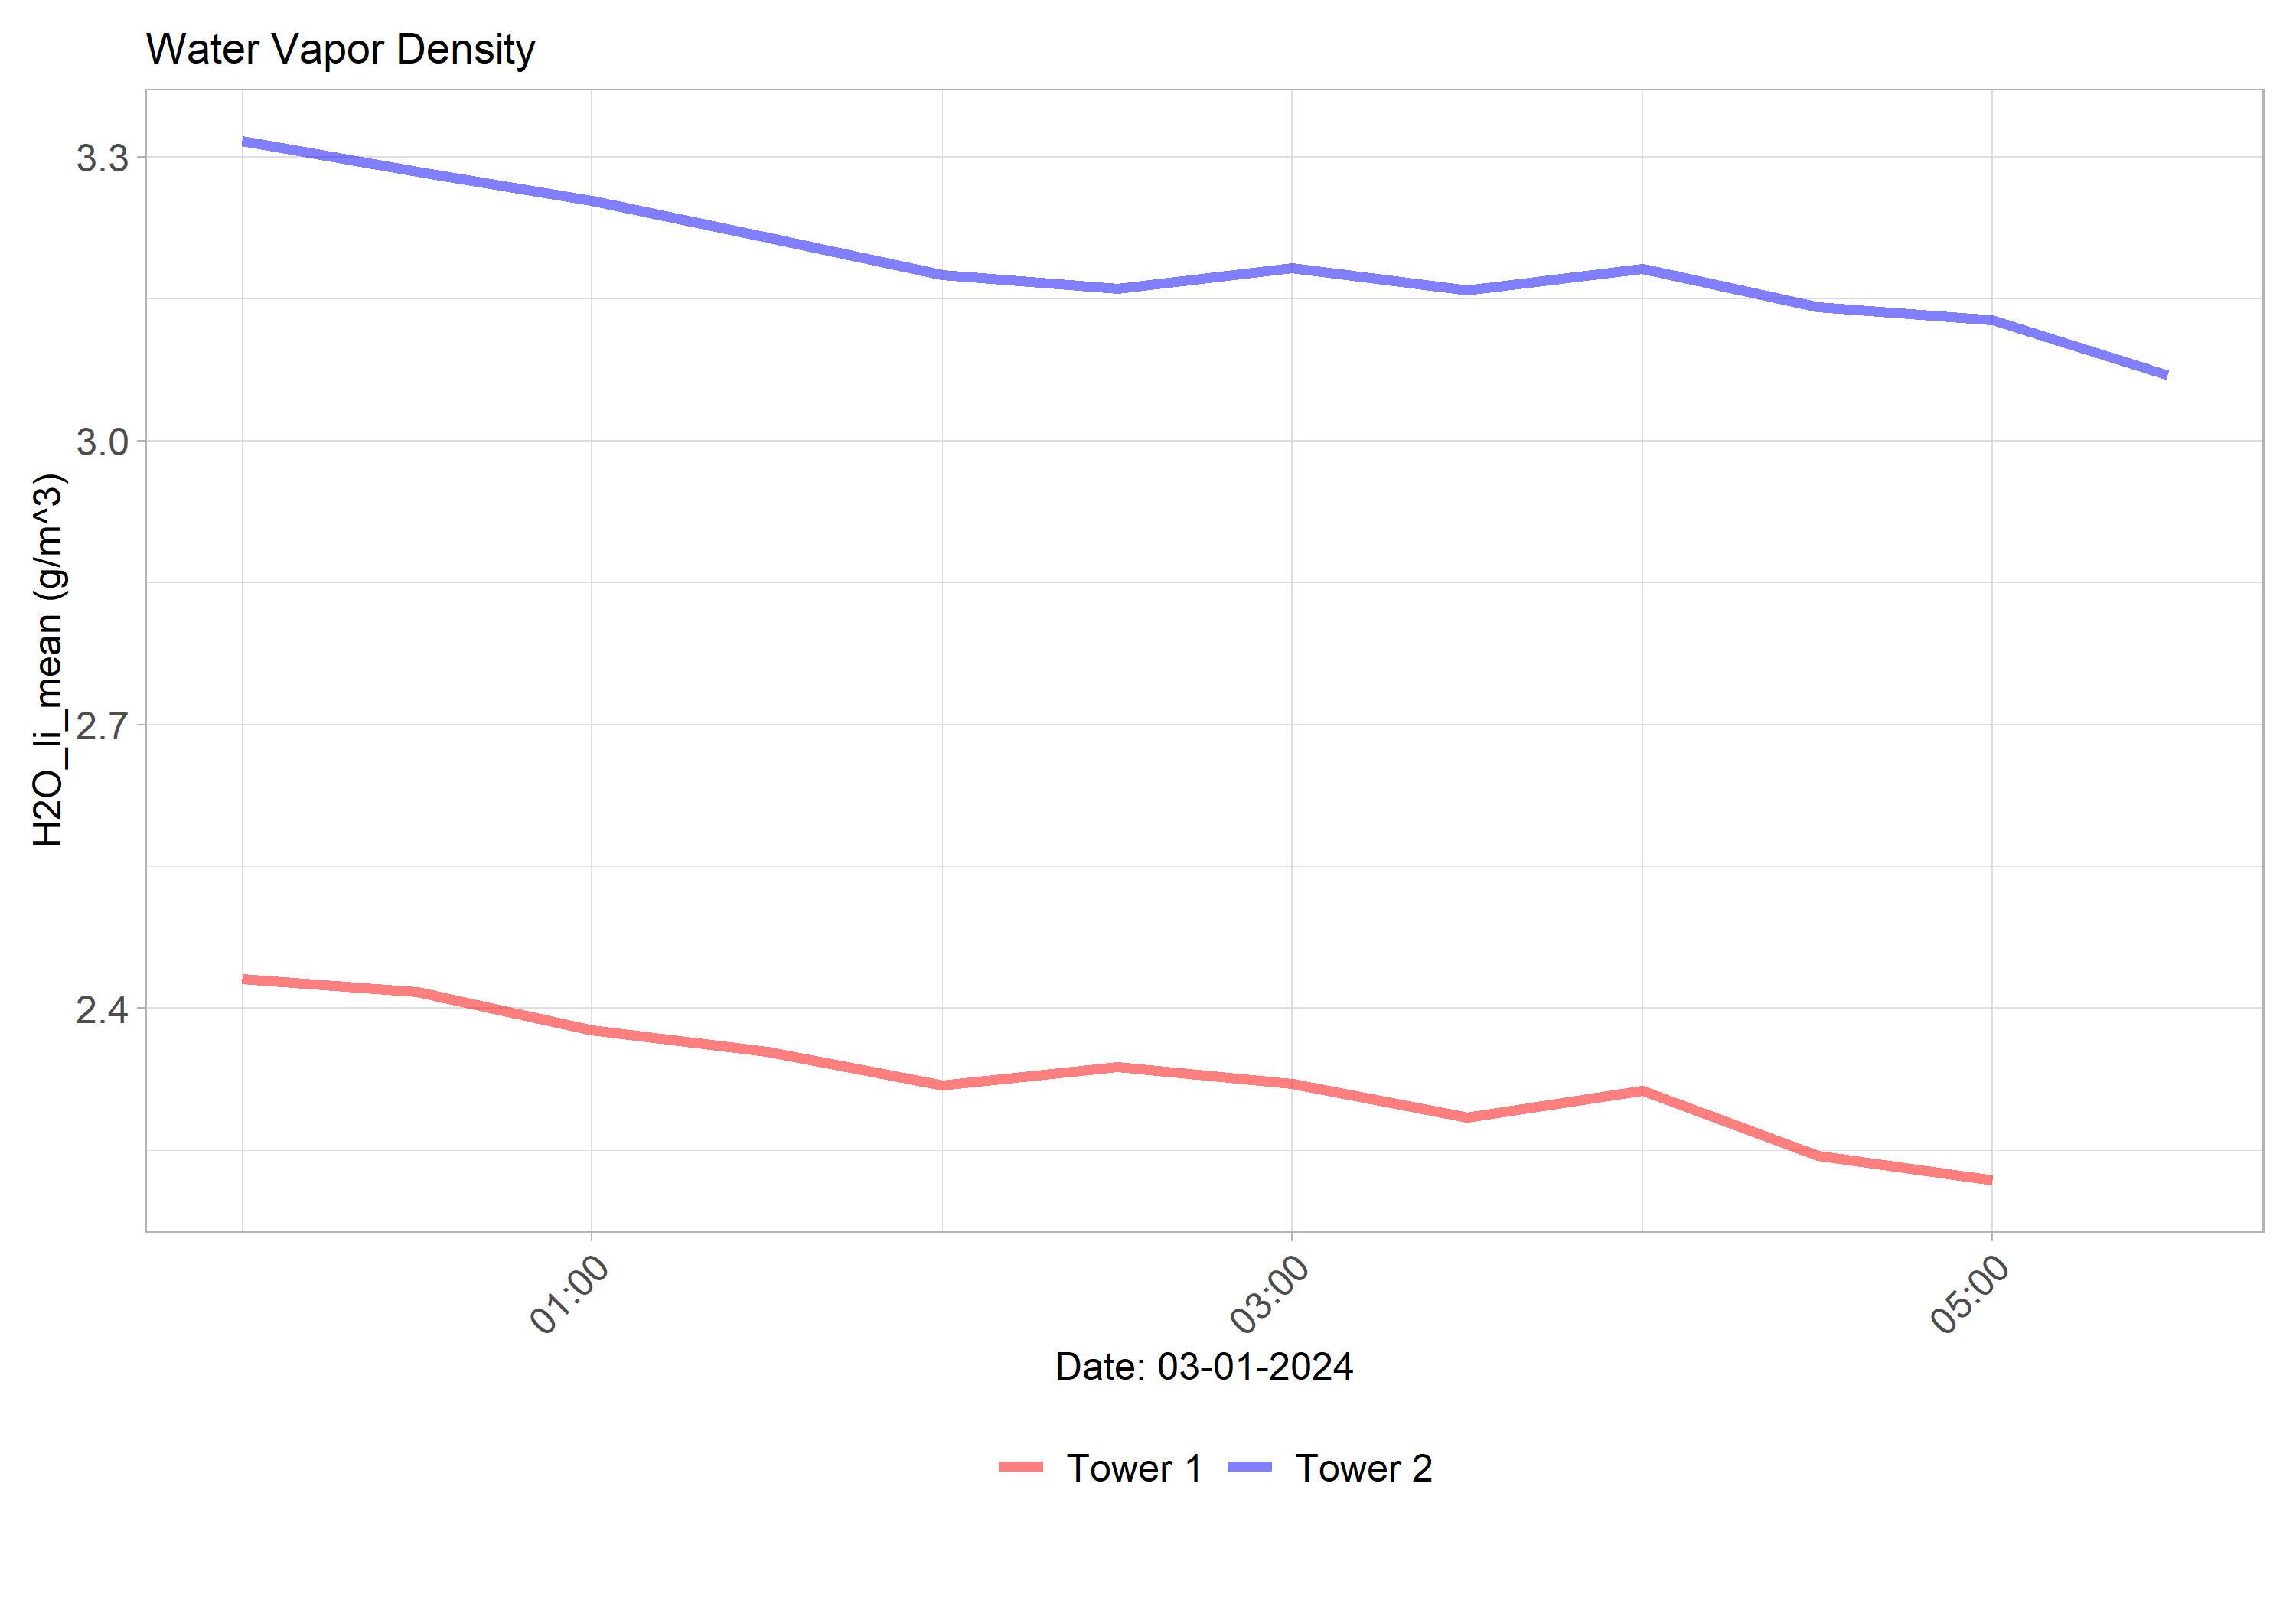 Water Vapor Density
H2O_li_mean (g/m^3)
3.3
3.0
2.7
2.4
01:00
03:00
05:00
Date: 03-01-2024
Tower 1
Tower 2